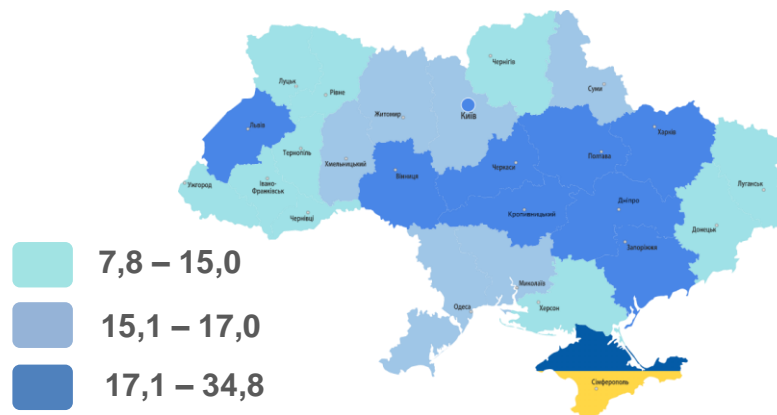 Чернігів
Луцьк
Рівне
Суми
Житомир
Київ
Львів
Харків
Тернопіль
Хмельницький
Полтава
Черкаси
Вінниця
Ужгород
Івано-
Франківськ
Луганськ
Дніпро
Чернівці
Кропивницький
Донецьк
Запоріжжя
7,8 – 15,0
Миколаїв
Одеса
Херсон
15,1 – 17,0
17,1 – 34,8
Сімферополь